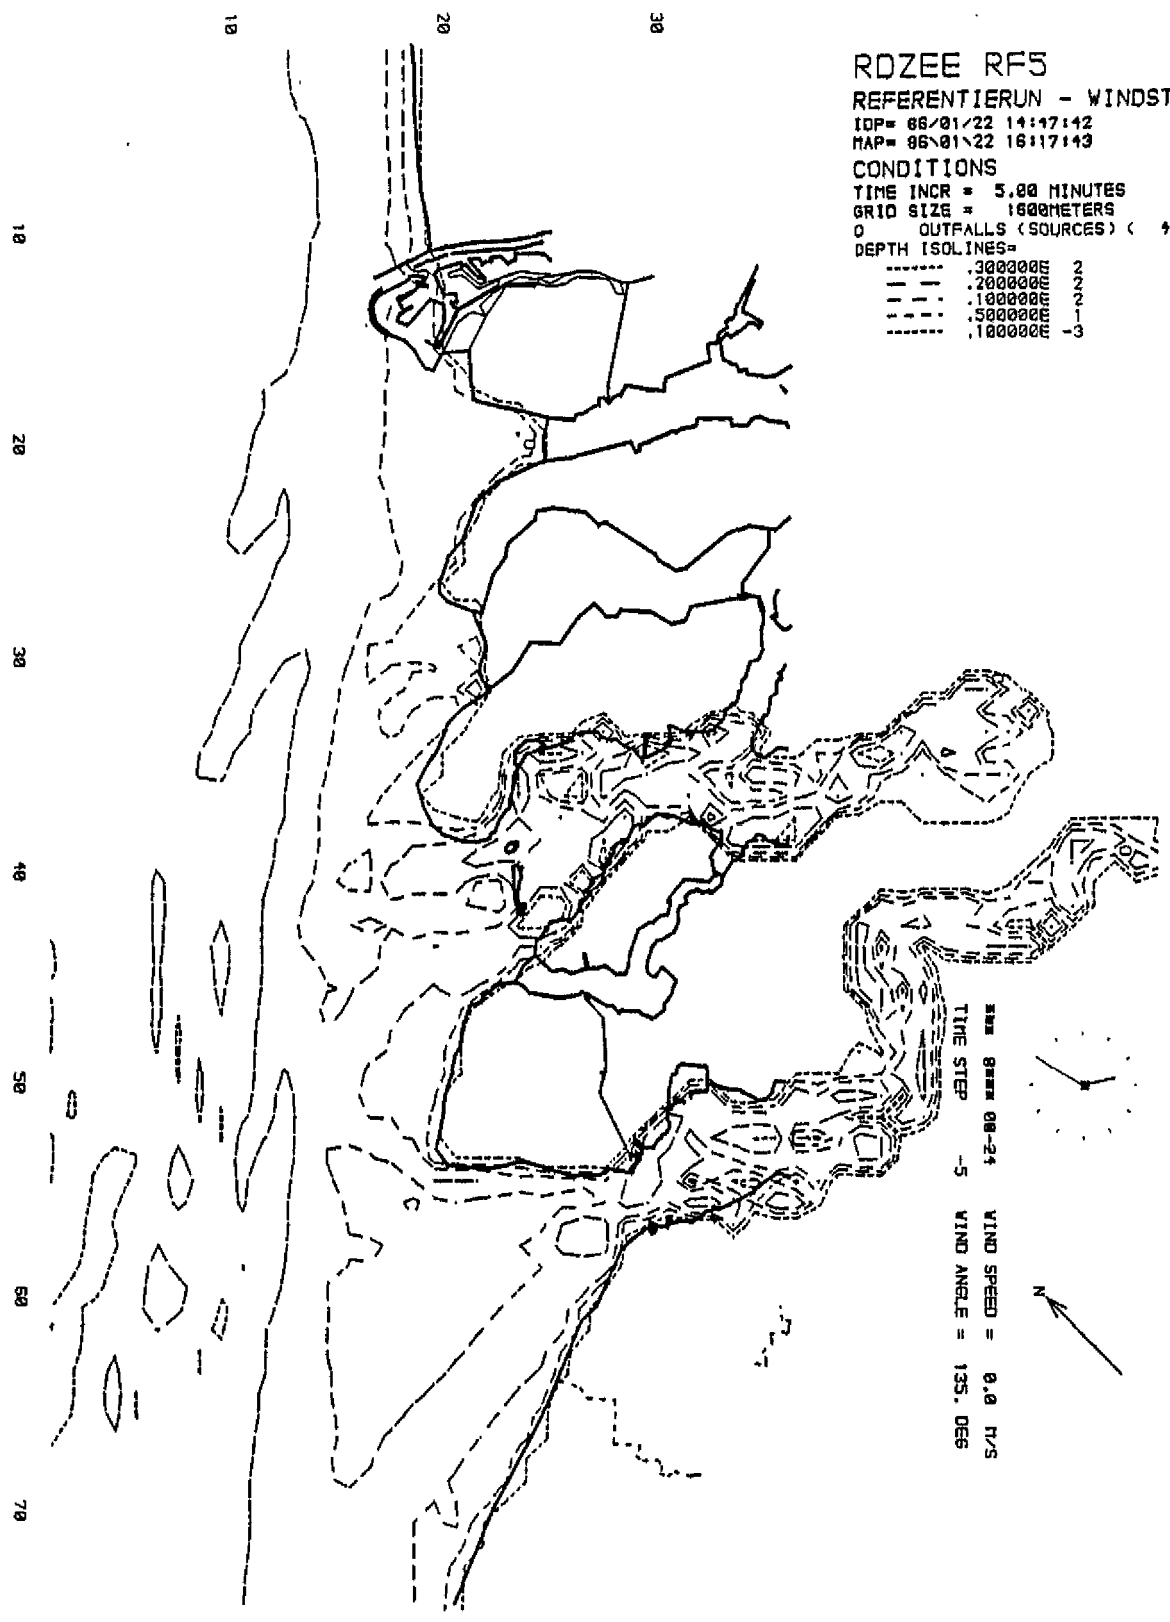 RDZEE RF5
REFERENTIERUN - WINDST
IDP= 86/01/22 14:47:42
MAP= 86\01\22 16:17:43
CONDITIONS
TIME INCR = 5.00 MINUTES
GRID SIZE = 1600METERS
0 OUTFALLS (SOURCES) (
DEPTH ISOLINES=
.300000E 2
.200000E 2
.100000E 2
.500000E 1
.100000E -3
10
20
30
10
20
30
40
50
60
70
00-24 WIND SPEED = 0.0 M/S
TIME STEP -5 WIND ANGLE = 135. DEG
N